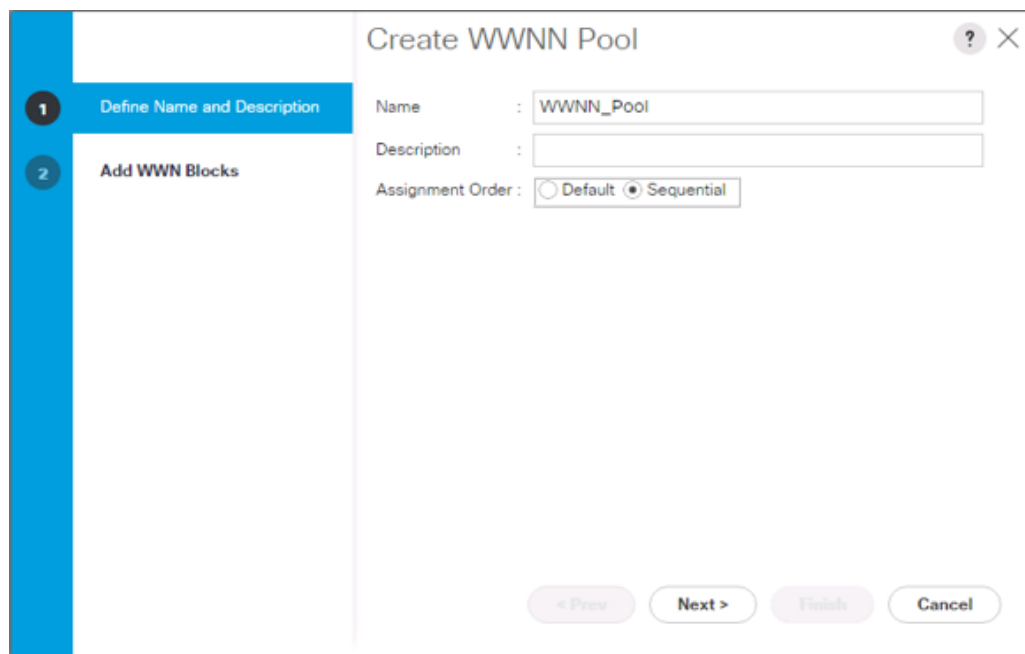 Create WWNN Pool
?
1 Define Name and Description
2 Add WWN Blocks
Name : WWNN_Pool
Description :
Assignment Order : Default Sequential
< Prev Next > Finish Cancel